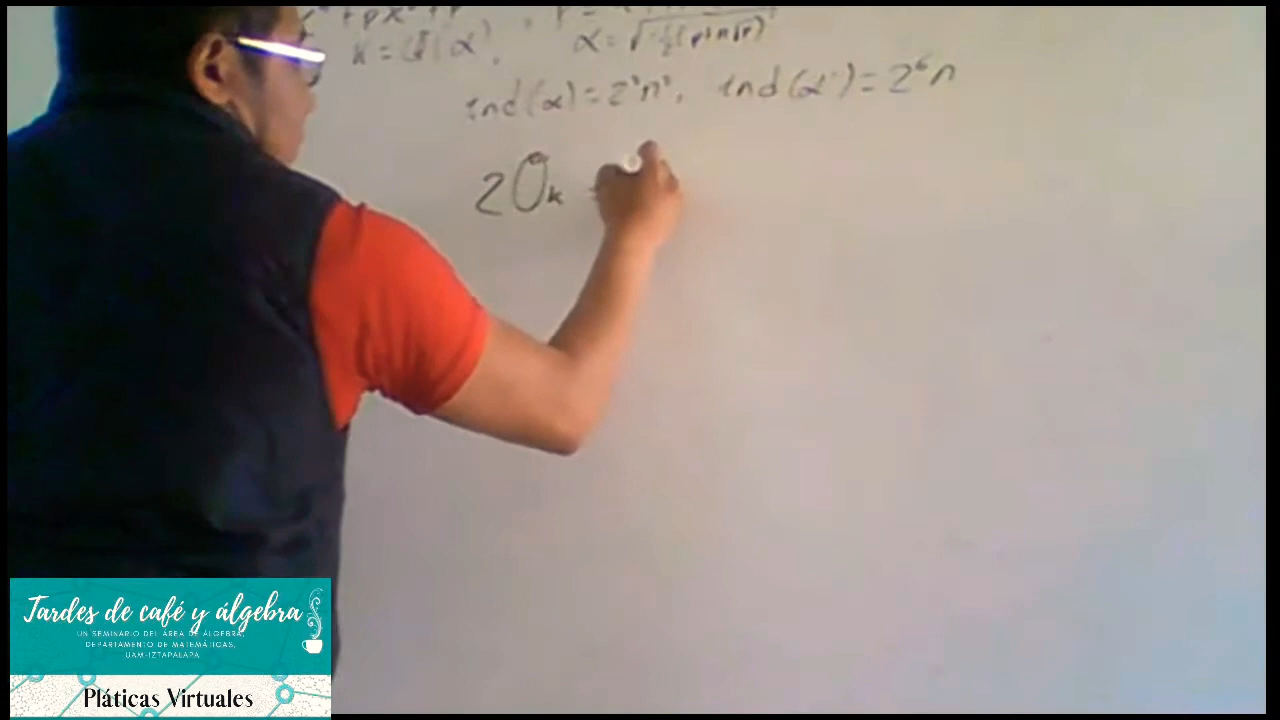 K = Q(α),
ind(α) = 2³n³, ind(α') = 2⁶n
2O_K
Tardes de café y álgebra
UN SEMINARIO DEL ÁREA DE ÁLGEBRA,
DEPARTAMENTO DE MATEMÁTICAS,
UAM-IZTAPALAPA
Pláticas Virtuales